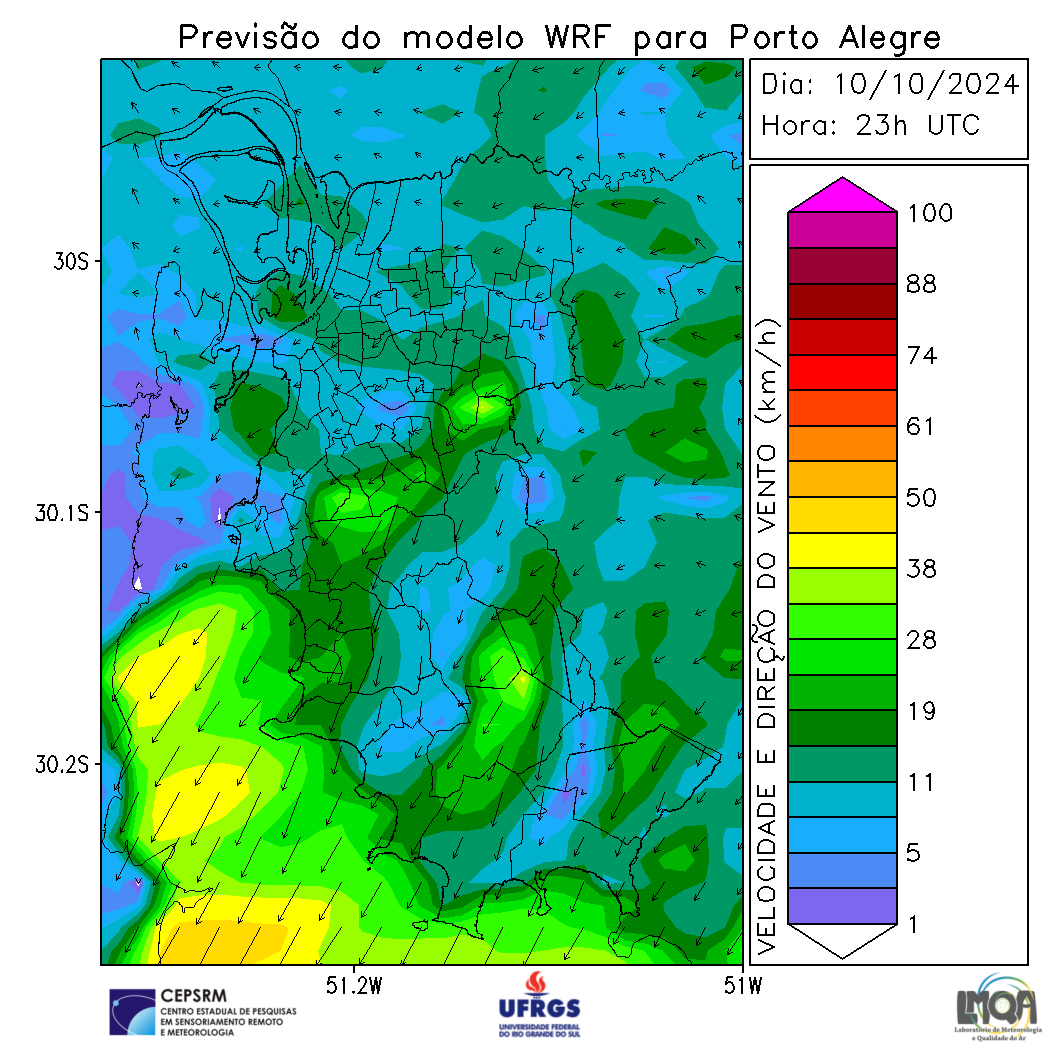 Previsão do modelo WRF para Porto Alegre
Dia: 10/10/2024
Hora: 23h UTC
30S
30.1S
30.2S
51.2W
51W
VELOCIDADE E DIREÇÃO DO VENTO (km/h)
100
88
74
61
50
38
28
19
11
5
1
CEPSRM
CENTRO ESTADUAL DE PESQUISAS
EM SENSORIAMENTO REMOTO
E METEOROLOGIA
UFRGS
UNIVERSIDADE FEDERAL
DO RIO GRANDE DO SUL
LMQA
Laboratório de Meteorologia
e Qualidade do Ar